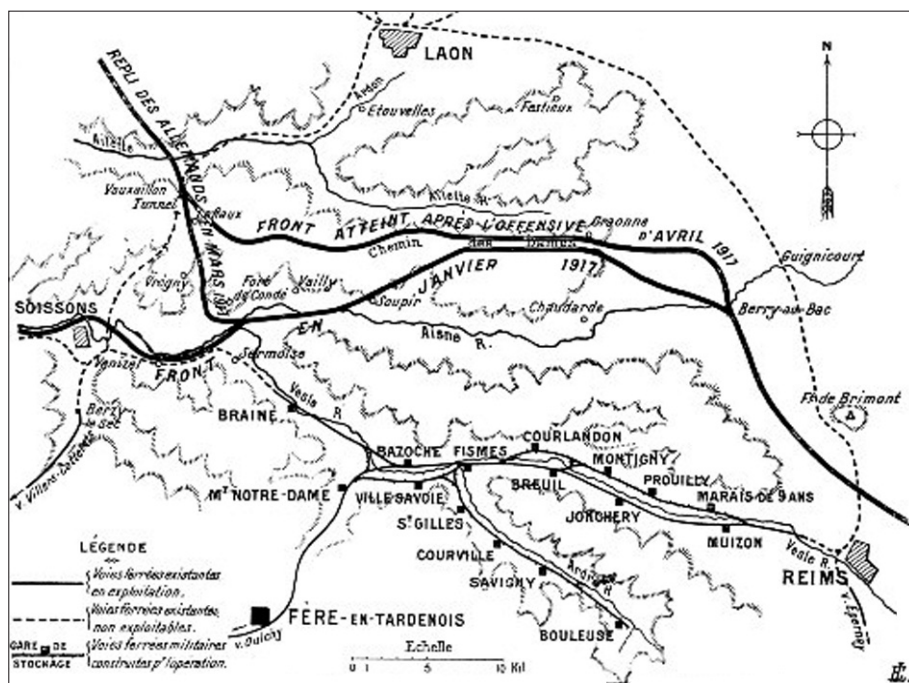 N
LAON
REPLI DES ALLEMANDS EN MARS 1917
Ardon
Etouvelles
Festieux
Ailette
Vauxaillon
Tunnel
Laffaux
Ailette R.
FRONT ATTEINT APRES L'OFFENSIVE D'AVRIL 1917
Craonne
Chemin des Dames
Guignicourt
Vregny
Fort
de Condé
Vailly
Soupir
FRONT EN JANVIER 1917
Chaudarde
Berry-au-Bac
SOISSONS
Aisne R.
Venizel
Sermoise
Berzy
le Sec
Ft de Brimont
BRAINE
Vesle R
v. Villers-Cotterets
COURLANDON
BAZOCHE
FISMES
MONTIGNY
Mt NOTRE-DAME
VILLE SAVOIE
BREUIL
PROUILLY
MARAIS DE 9 ANS
St GILLES
JONCHERY
COURVILLE
MUIZON
Vesle R.
SAVIGNY
Ardre R
REIMS
v. Epernay
BOULEUSE
FÈRE-EN-TARDENOIS
v. Oulchy
LÉGENDE
Voies ferrées existantes
en exploitation.
Voies ferrées existantes,
non exploitables.
GARE DE
STOCKAGE
Voies ferrées militaires
construites pr l'operation.
Echelle
0 1 5 10 Kil